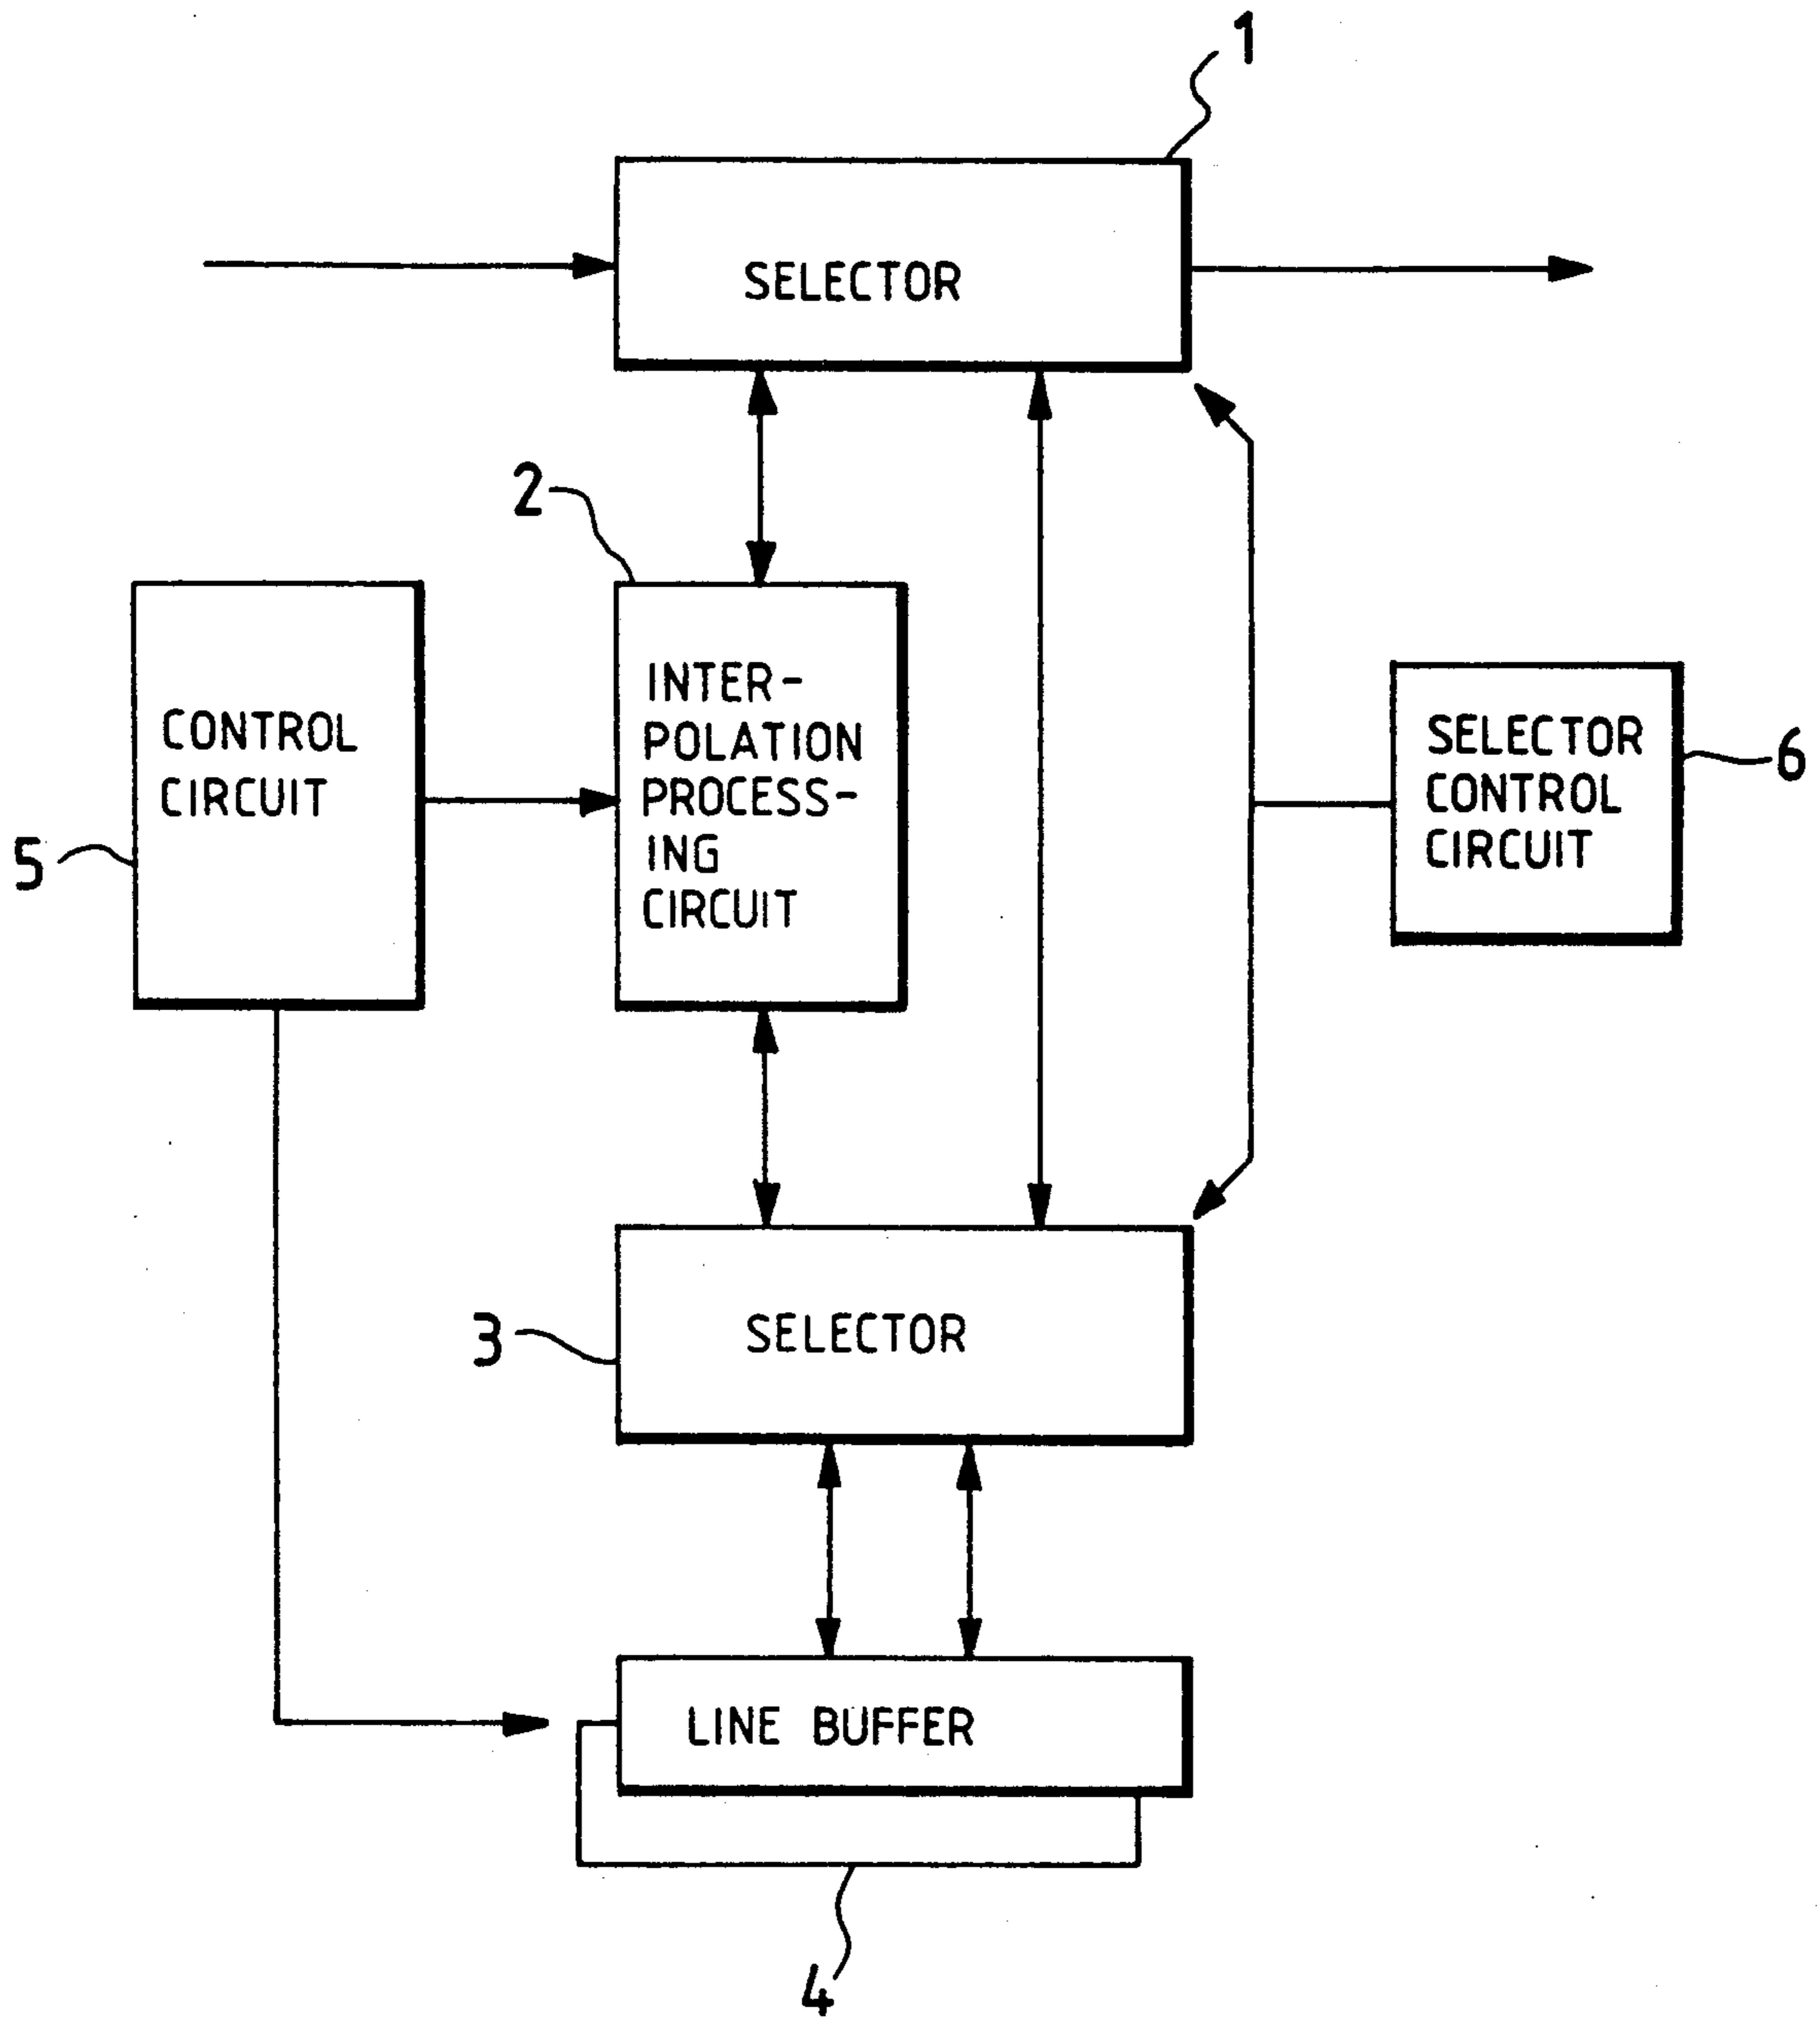 1
SELECTOR
2
INTER-
POLATION
PROCESS-
ING
CIRCUIT
CONTROL
CIRCUIT
5
SELECTOR
CONTROL
CIRCUIT
6
3
SELECTOR
LINE BUFFER
4